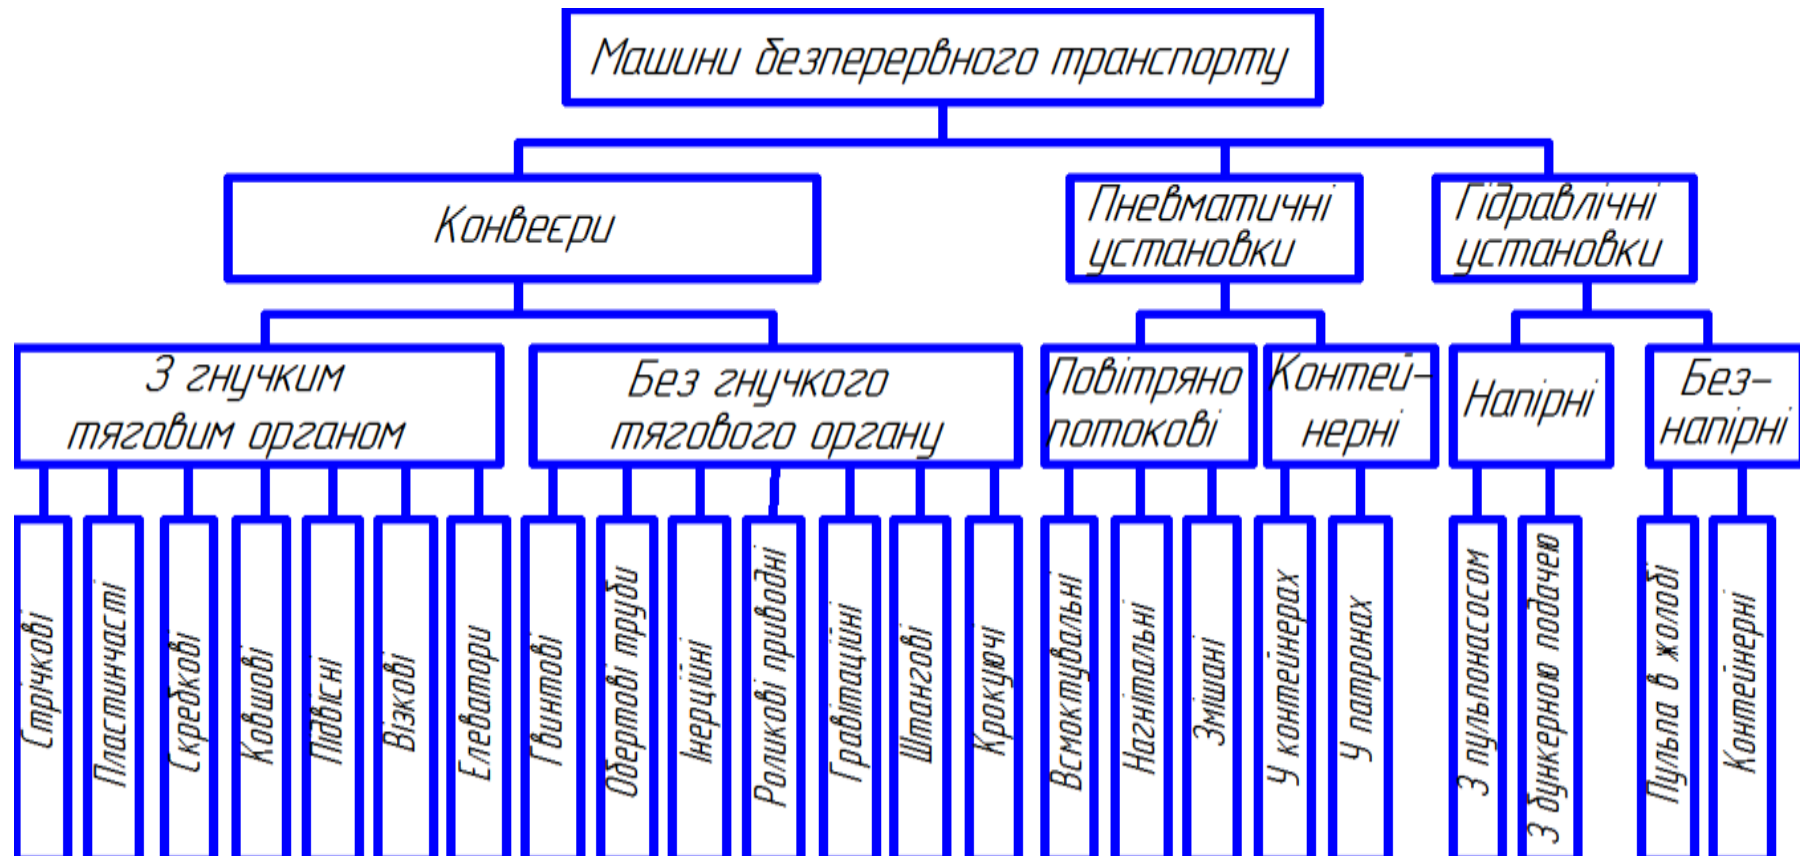 Машини безперервного транспорту
Конвеєри
Пневматичні
установки
Гідравлічні
установки
З гнучким
тяговим органом
Без гнучкого
тягового органу
Повітряно
потокові
Контей-
нерні
Напірні
Без-
напірні
Стрічкові
Пластинчасті
Скребкові
Ковшові
Підвісні
Візкові
Елеватори
Гвинтові
Обертові труби
Інерційні
Роликові приводні
Гравітаційні
Штангові
Крокуючі
Всмоктувальні
Нагнітальні
Змішані
У контейнерах
У патронах
З пульпонасосом
З бункерною подачею
Пульпа в жолобі
Контейнерні